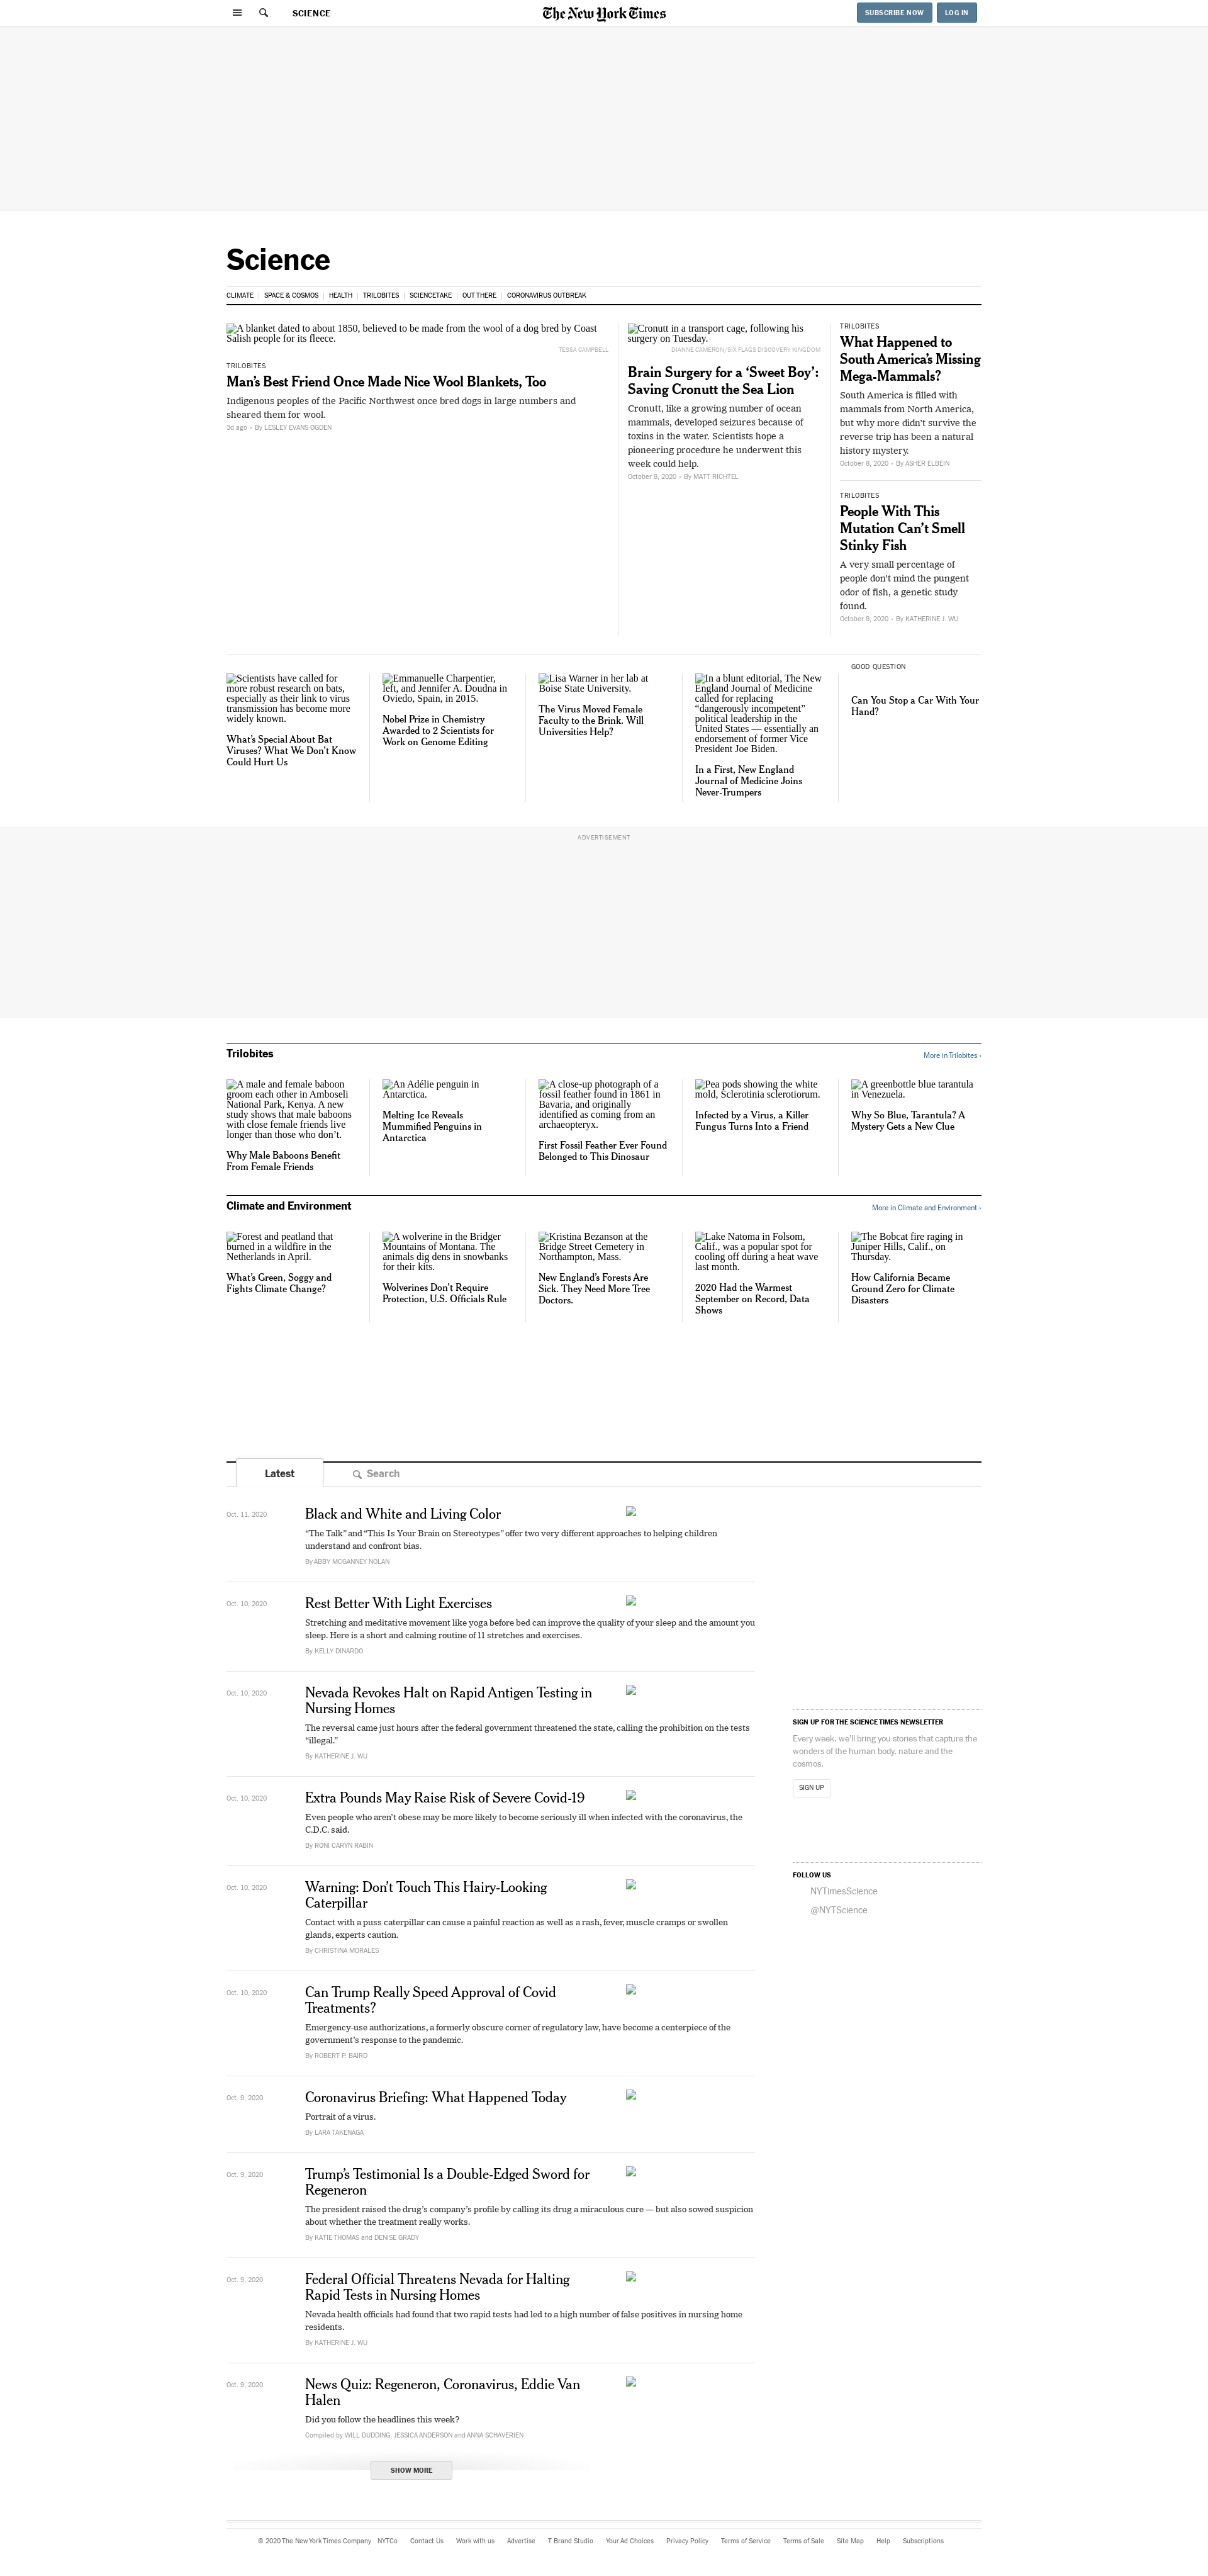 SCIENCE
The New York Times
SUBSCRIBE NOW
LOG IN
Science
CLIMATE | SPACE & COSMOS | HEALTH | TRILOBITES | SCIENCETAKE | OUT THERE | CORONAVIRUS OUTBREAK
A blanket dated to about 1850, believed to be made from the wool of a dog bred by Coast
Salish people for its fleece.
TESSA CAMPBELL
TRILOBITES
Man's Best Friend Once Made Nice Wool Blankets, Too
Indigenous peoples of the Pacific Northwest once bred dogs in large numbers and
sheared them for wool.
3d ago • By LESLEY EVANS OGDEN
Cronutt in a transport cage, following his
surgery on Tuesday.
DIANNE CAMERON/SIX FLAGS DISCOVERY KINGDOM
Brain Surgery for a ‘Sweet Boy’:
Saving Cronutt the Sea Lion
Cronutt, like a growing number of ocean
mammals, developed seizures because of
toxins in the water. Scientists hope a
pioneering procedure he underwent this
week could help.
October 8, 2020 • By MATT RICHTEL
TRILOBITES
What Happened to
South America’s Missing
Mega-Mammals?
South America is filled with
mammals from North America,
but why more didn’t survive the
reverse trip has been a natural
history mystery.
October 8, 2020 • By ASHER ELBEIN
TRILOBITES
People With This
Mutation Can’t Smell
Stinky Fish
A very small percentage of
people don’t mind the pungent
odor of fish, a genetic study
found.
October 8, 2020 • By KATHERINE J. WU
Scientists have called for
more robust research on bats,
especially as their link to virus
transmission has become more
widely known.
What’s Special About Bat
Viruses? What We Don’t Know
Could Hurt Us
Emmanuelle Charpentier,
left, and Jennifer A. Doudna in
Oviedo, Spain, in 2015.
Nobel Prize in Chemistry
Awarded to 2 Scientists for
Work on Genome Editing
Lisa Warner in her lab at
Boise State University.
The Virus Moved Female
Faculty to the Brink. Will
Universities Help?
In a blunt editorial, The New
England Journal of Medicine
called for replacing
“dangerously incompetent”
political leadership in the
United States — essentially an
endorsement of former Vice
President Joe Biden.
In a First, New England
Journal of Medicine Joins
Never-Trumpers
GOOD QUESTION
Can You Stop a Car With Your
Hand?
ADVERTISEMENT
Trilobites
More in Trilobites ›
A male and female baboon
groom each other in Amboseli
National Park, Kenya. A new
study shows that male baboons
with close female friends live
longer than those who don’t.
Why Male Baboons Benefit
From Female Friends
An Adélie penguin in
Antarctica.
Melting Ice Reveals
Mummified Penguins in
Antarctica
A close-up photograph of a
fossil feather found in 1861 in
Bavaria, and originally
identified as coming from an
archaeopteryx.
First Fossil Feather Ever Found
Belonged to This Dinosaur
Pea pods showing the white
mold, Sclerotinia sclerotiorum.
Infected by a Virus, a Killer
Fungus Turns Into a Friend
A greenbottle blue tarantula
in Venezuela.
Why So Blue, Tarantula? A
Mystery Gets a New Clue
Climate and Environment
More in Climate and Environment ›
Forest and peatland that
burned in a wildfire in the
Netherlands in April.
What’s Green, Soggy and
Fights Climate Change?
A wolverine in the Bridger
Mountains of Montana. The
animals dig dens in snowbanks
for their kits.
Wolverines Don’t Require
Protection, U.S. Officials Rule
Kristina Bezanson at the
Bridge Street Cemetery in
Northampton, Mass.
New England’s Forests Are
Sick. They Need More Tree
Doctors.
Lake Natoma in Folsom,
Calif., was a popular spot for
cooling off during a heat wave
last month.
2020 Had the Warmest
September on Record, Data
Shows
The Bobcat fire raging in
Juniper Hills, Calif., on
Thursday.
How California Became
Ground Zero for Climate
Disasters
Latest
Search
Oct. 11, 2020
Black and White and Living Color
“The Talk” and “This Is Your Brain on Stereotypes” offer two very different approaches to helping children
understand and confront bias.
By ABBY MCGANNEY NOLAN
Oct. 10, 2020
Rest Better With Light Exercises
Stretching and meditative movement like yoga before bed can improve the quality of your sleep and the amount you
sleep. Here is a short and calming routine of 11 stretches and exercises.
By KELLY DINARDO
Oct. 10, 2020
Nevada Revokes Halt on Rapid Antigen Testing in
Nursing Homes
The reversal came just hours after the federal government threatened the state, calling the prohibition on the tests
“illegal.”
By KATHERINE J. WU
Oct. 10, 2020
Extra Pounds May Raise Risk of Severe Covid-19
Even people who aren’t obese may be more likely to become seriously ill when infected with the coronavirus, the
C.D.C. said.
By RONI CARYN RABIN
Oct. 10, 2020
Warning: Don’t Touch This Hairy-Looking
Caterpillar
Contact with a puss caterpillar can cause a painful reaction as well as a rash, fever, muscle cramps or swollen
glands, experts caution.
By CHRISTINA MORALES
Oct. 10, 2020
Can Trump Really Speed Approval of Covid
Treatments?
Emergency-use authorizations, a formerly obscure corner of regulatory law, have become a centerpiece of the
government’s response to the pandemic.
By ROBERT P. BAIRD
Oct. 9, 2020
Coronavirus Briefing: What Happened Today
Portrait of a virus.
By LARA TAKENAGA
Oct. 9, 2020
Trump’s Testimonial Is a Double-Edged Sword for
Regeneron
The president raised the drug’s company’s profile by calling its drug a miraculous cure — but also sowed suspicion
about whether the treatment really works.
By KATIE THOMAS and DENISE GRADY
Oct. 9, 2020
Federal Official Threatens Nevada for Halting
Rapid Tests in Nursing Homes
Nevada health officials had found that two rapid tests had led to a high number of false positives in nursing home
residents.
By KATHERINE J. WU
Oct. 9, 2020
News Quiz: Regeneron, Coronavirus, Eddie Van
Halen
Did you follow the headlines this week?
Compiled by WILL DUDDING, JESSICA ANDERSON and ANNA SCHAVERIEN
SHOW MORE
SIGN UP FOR THE SCIENCE TIMES NEWSLETTER
Every week, we'll bring you stories that capture the
wonders of the human body, nature and the
cosmos.
SIGN UP
FOLLOW US
NYTimesScience
@NYTScience
© 2020 The New York Times Company NYTCo Contact Us Work with us Advertise T Brand Studio Your Ad Choices Privacy Policy Terms of Service Terms of Sale Site Map Help Subscriptions